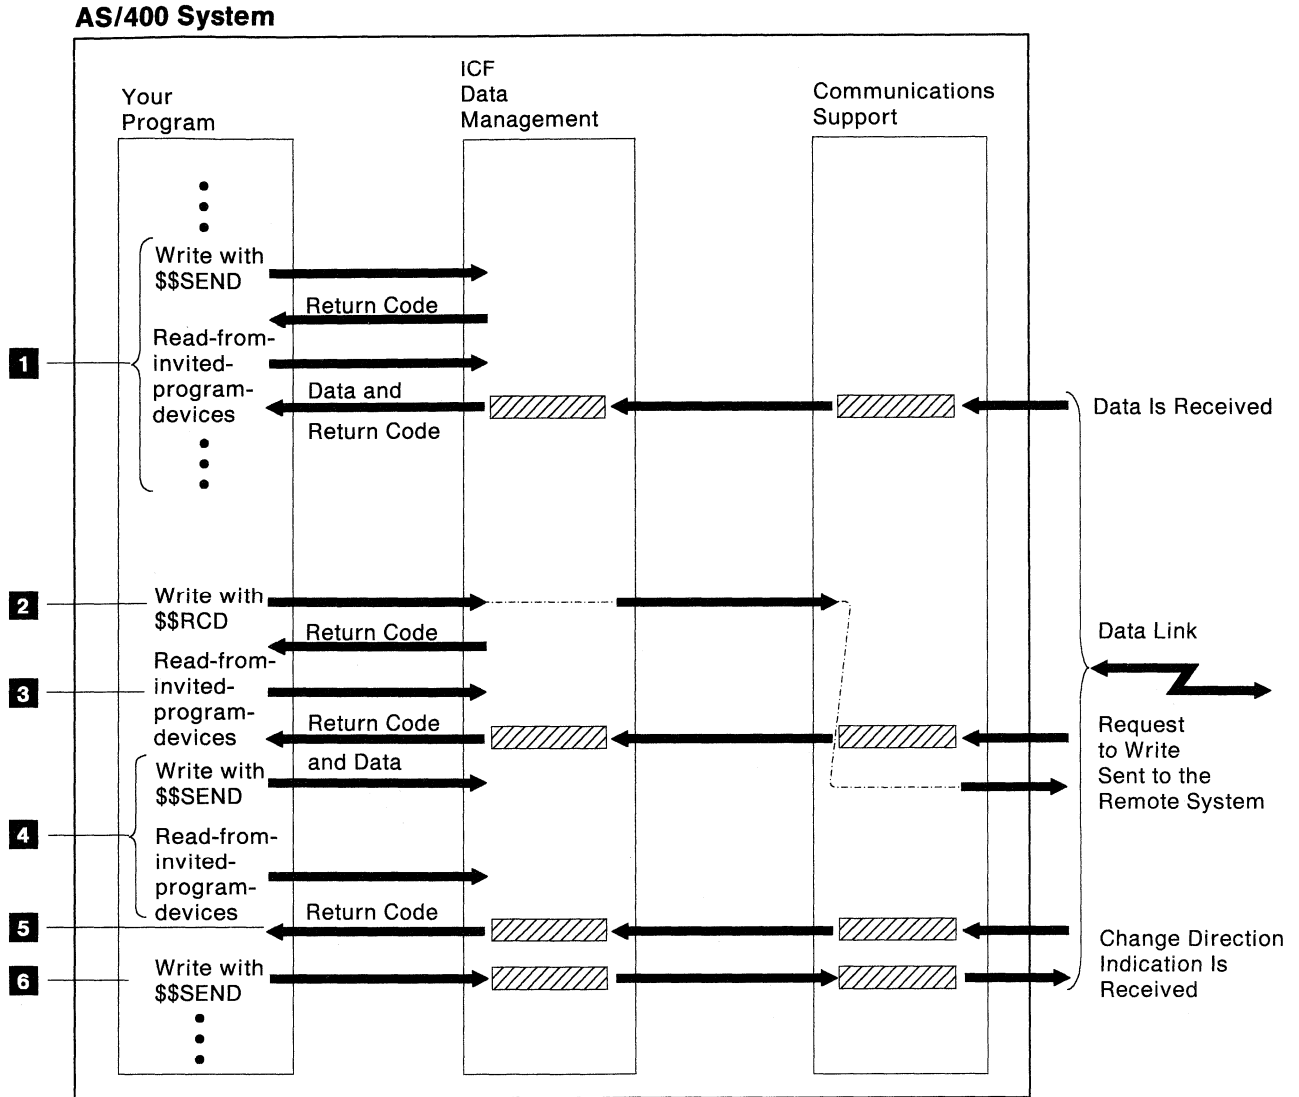 AS/400 System
Your
Program
ICF
Data
Management
Communications
Support
Write with
$$SEND
Return Code
1
Read-from-
invited-
program-
devices
Data and
Return Code
Data Is Received
2
Write with
$$RCD
Return Code
Data Link
3
Read-from-
invited-
program-
devices
Return Code
and Data
Request
to Write
Sent to the
Remote System
4
Write with
$$SEND
Read-from-
invited-
program-
devices
5
Return Code
Change Direction
Indication Is
Received
6
Write with
$$SEND